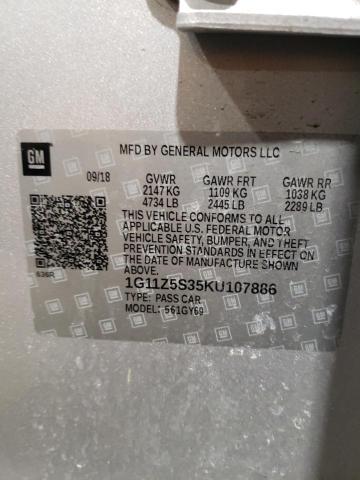 GM
MFD BY GENERAL MOTORS LLC
09/18 GVWR GAWR FRT GAWR RR
2147 KG 1109 KG 1038 KG
4734 LB 2445 LB 2289 LB
THIS VEHICLE CONFORMS TO ALL
APPLICABLE U.S. FEDERAL MOTOR
VEHICLE SAFETY, BUMPER, AND THEFT
PREVENTION STANDARDS IN EFFECT ON
THE DATE OF MANUFACTURE SHOWN
ABOVE.
636R
1G11Z5S35KU107886
TYPE: PASS CAR
MODEL: 561GY69